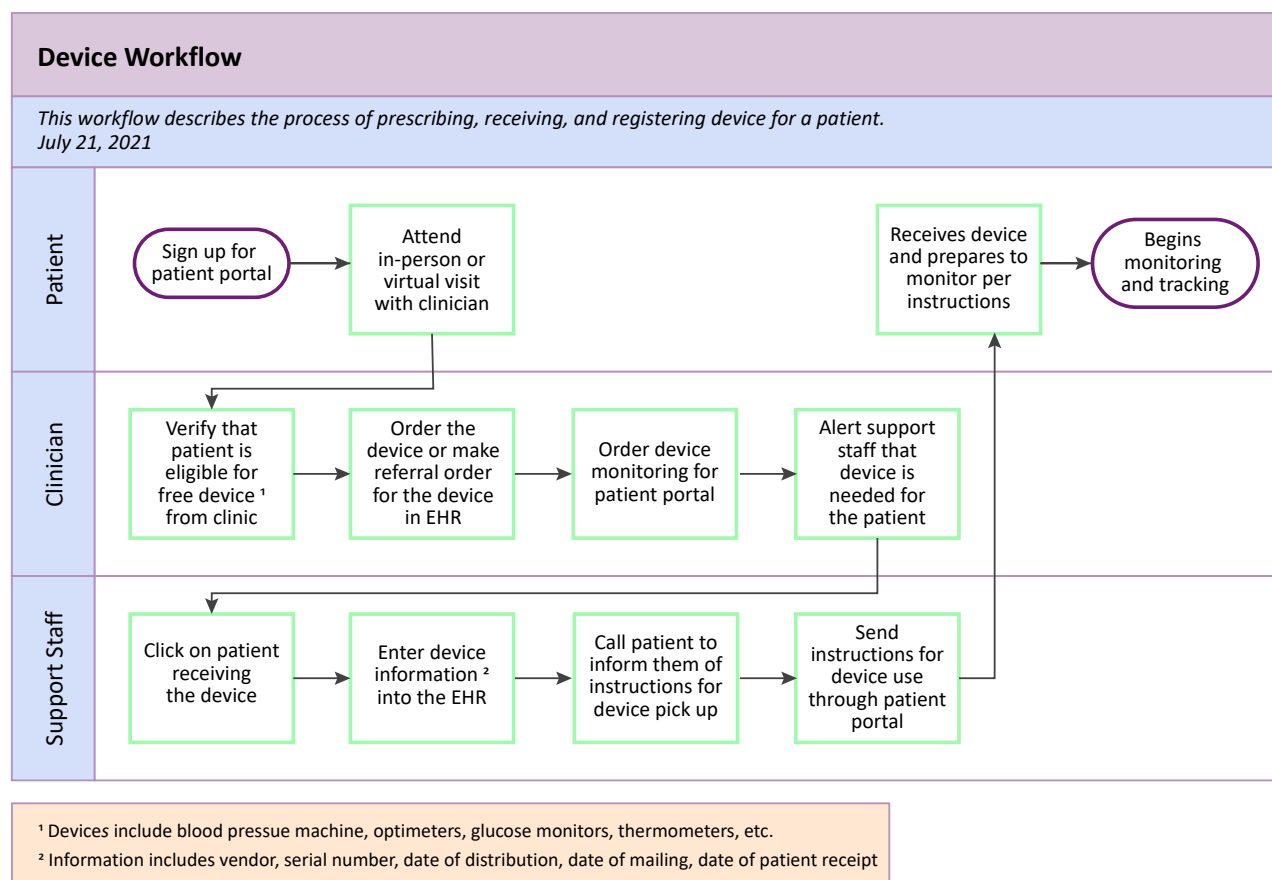 Device Workflow
This workflow describes the process of prescribing, receiving, and registering device for a patient.
July 21, 2021
Patient
Sign up for
patient portal
Attend
in-person or
virtual visit
with clinician
Receives device
and prepares to
monitor per
instructions
Begins
monitoring
and tracking
Clinician
Verify that
patient is
eligible for
free device ¹
from clinic
Order the
device or make
referral order
for the device
in EHR
Order device
monitoring for
patient portal
Alert support
staff that
device is
needed for
the patient
Support Staff
Click on patient
receiving
the device
Enter device
information ²
into the EHR
Call patient to
inform them of
instructions for
device pick up
Send
instructions for
device use
through patient
portal
¹ Devices include blood pressue machine, optimeters, glucose monitors, thermometers, etc.
² Information includes vendor, serial number, date of distribution, date of mailing, date of patient receipt